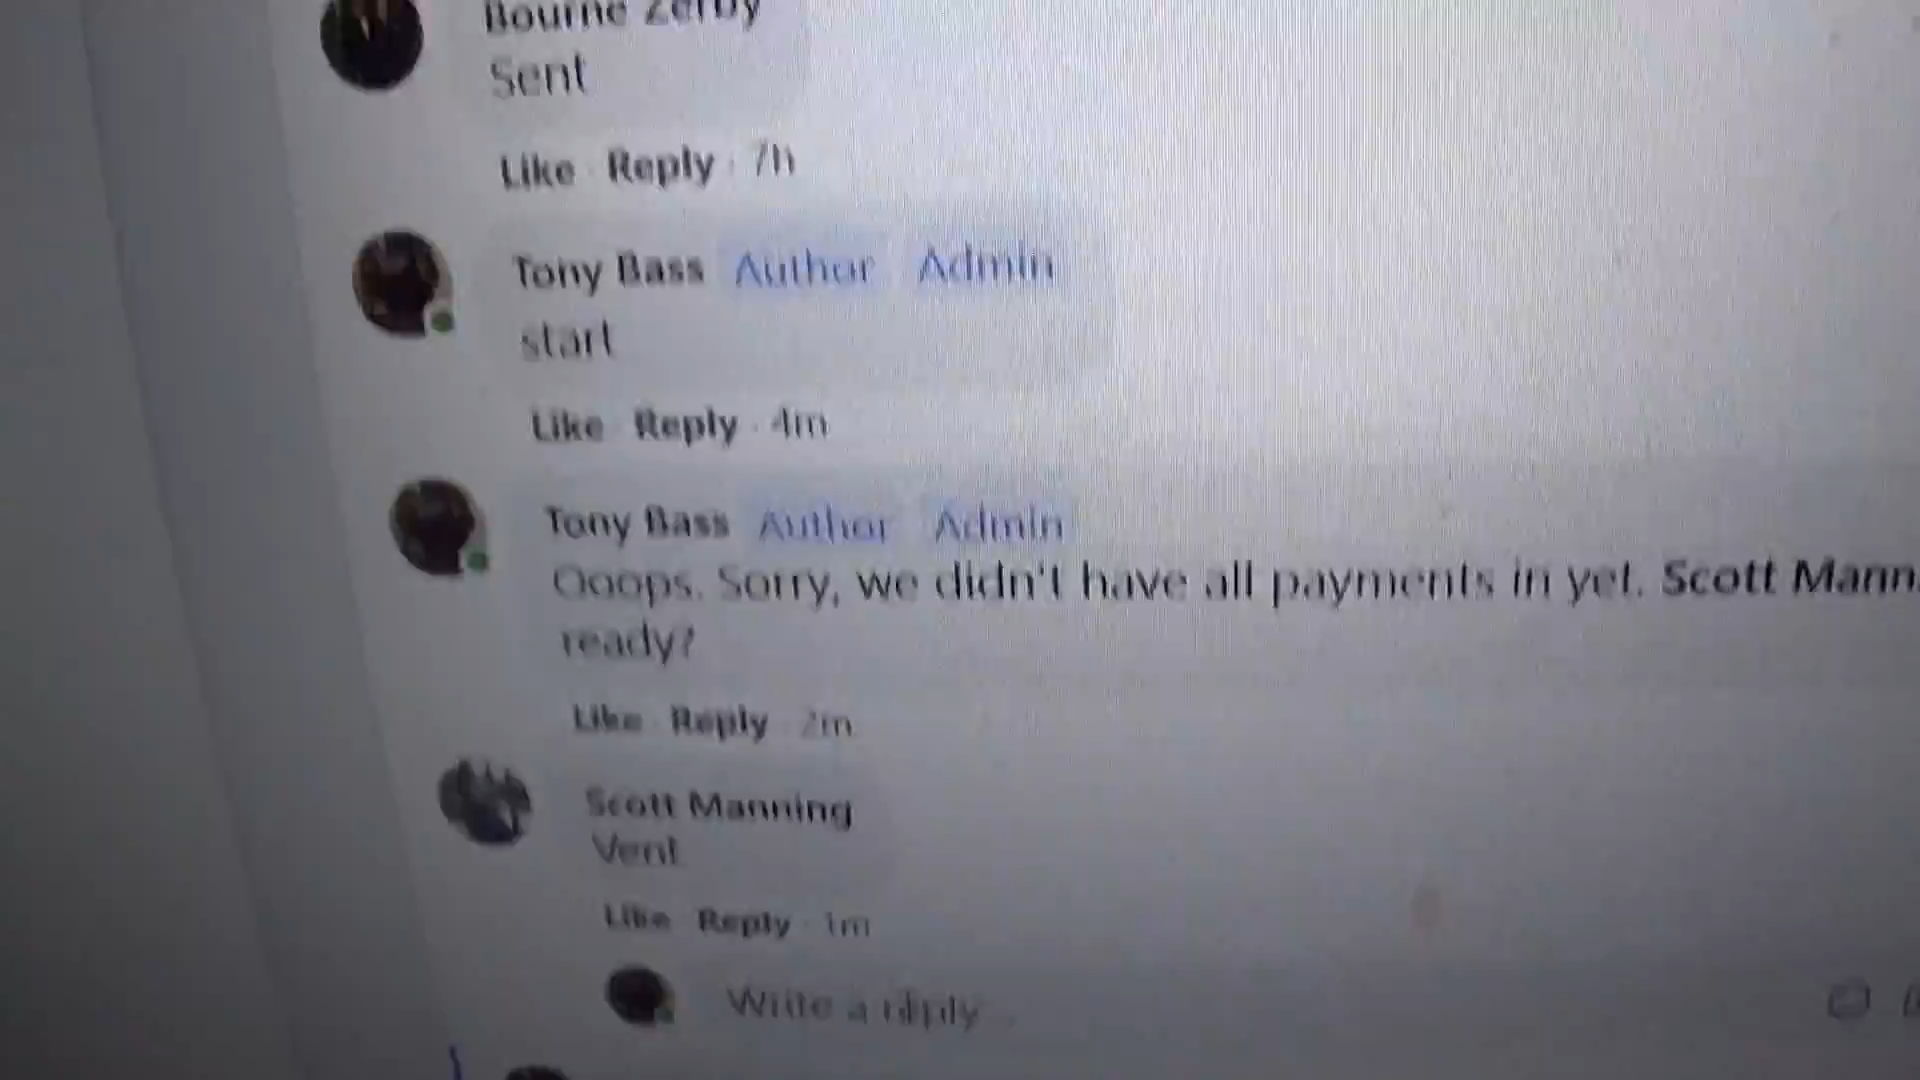 Bourne Zerby
Sent
Like · Reply · 7h
Tony Bass Author Admin
start
Like · Reply · 4m
Tony Bass Author Admin
Ooops. Sorry, we didn't have all payments in yet. Scott Mann
ready?
Like · Reply · 2m
Scott Manning
Vent
Like · Reply · 1m
Write a reply...